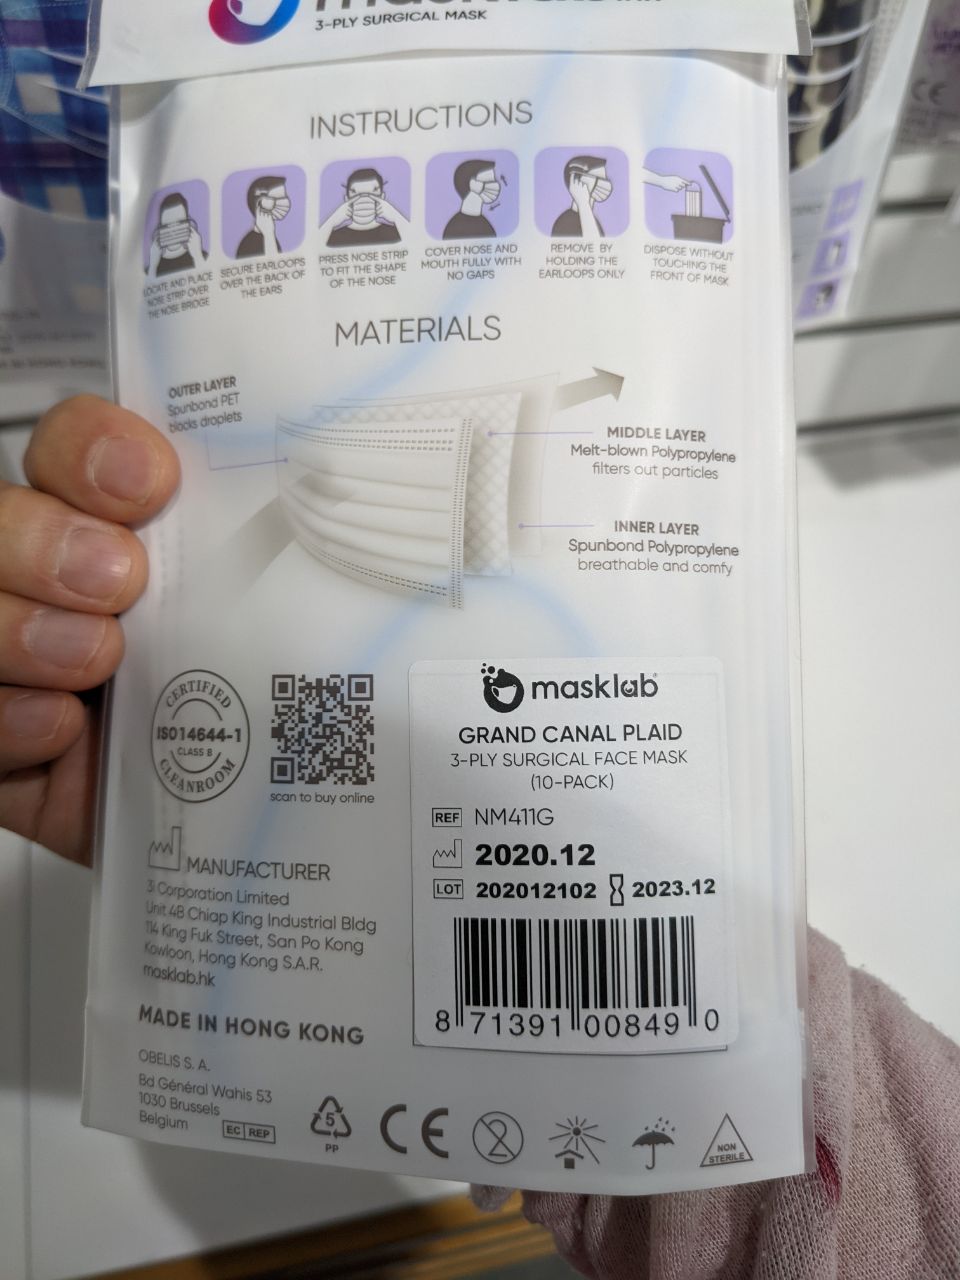 3-PLY SURGICAL MASK
INSTRUCTIONS
LOCATE AND PLACE
NOSE STRIP OVER
THE NOSE BRIDGE
SECURE EARLOOPS
OVER THE BACK OF
THE EARS
PRESS NOSE STRIP
TO FIT THE SHAPE
OF THE NOSE
COVER NOSE AND
MOUTH FULLY WITH
NO GAPS
REMOVE BY
HOLDING THE
EARLOOPS ONLY
DISPOSE WITHOUT
TOUCHING THE
FRONT OF MASK
MATERIALS
OUTER LAYER
Spunbond PET
blocks droplets
MIDDLE LAYER
Melt-blown Polypropylene
filters out particles
INNER LAYER
Spunbond Polypropylene
breathable and comfy
CERTIFIED
ISO14644-1
CLASS 8
CLEANROOM
scan to buy online
masklab
GRAND CANAL PLAID
3-PLY SURGICAL FACE MASK
(10-PACK)
REF NM411G
2020.12
LOT 202012102 2023.12
8 71391 00849 0
MANUFACTURER
3i Corporation Limited
Unit 4B Chiap King Industrial Bldg
114 King Fuk Street, San Po Kong
Kowloon, Hong Kong S.A.R.
masklab.hk
MADE IN HONG KONG
OBELIS S. A.
Bd Général Wahis 53
1030 Brussels
Belgium
EC REP
5
PP
CE
2
NON
STERILE
CE